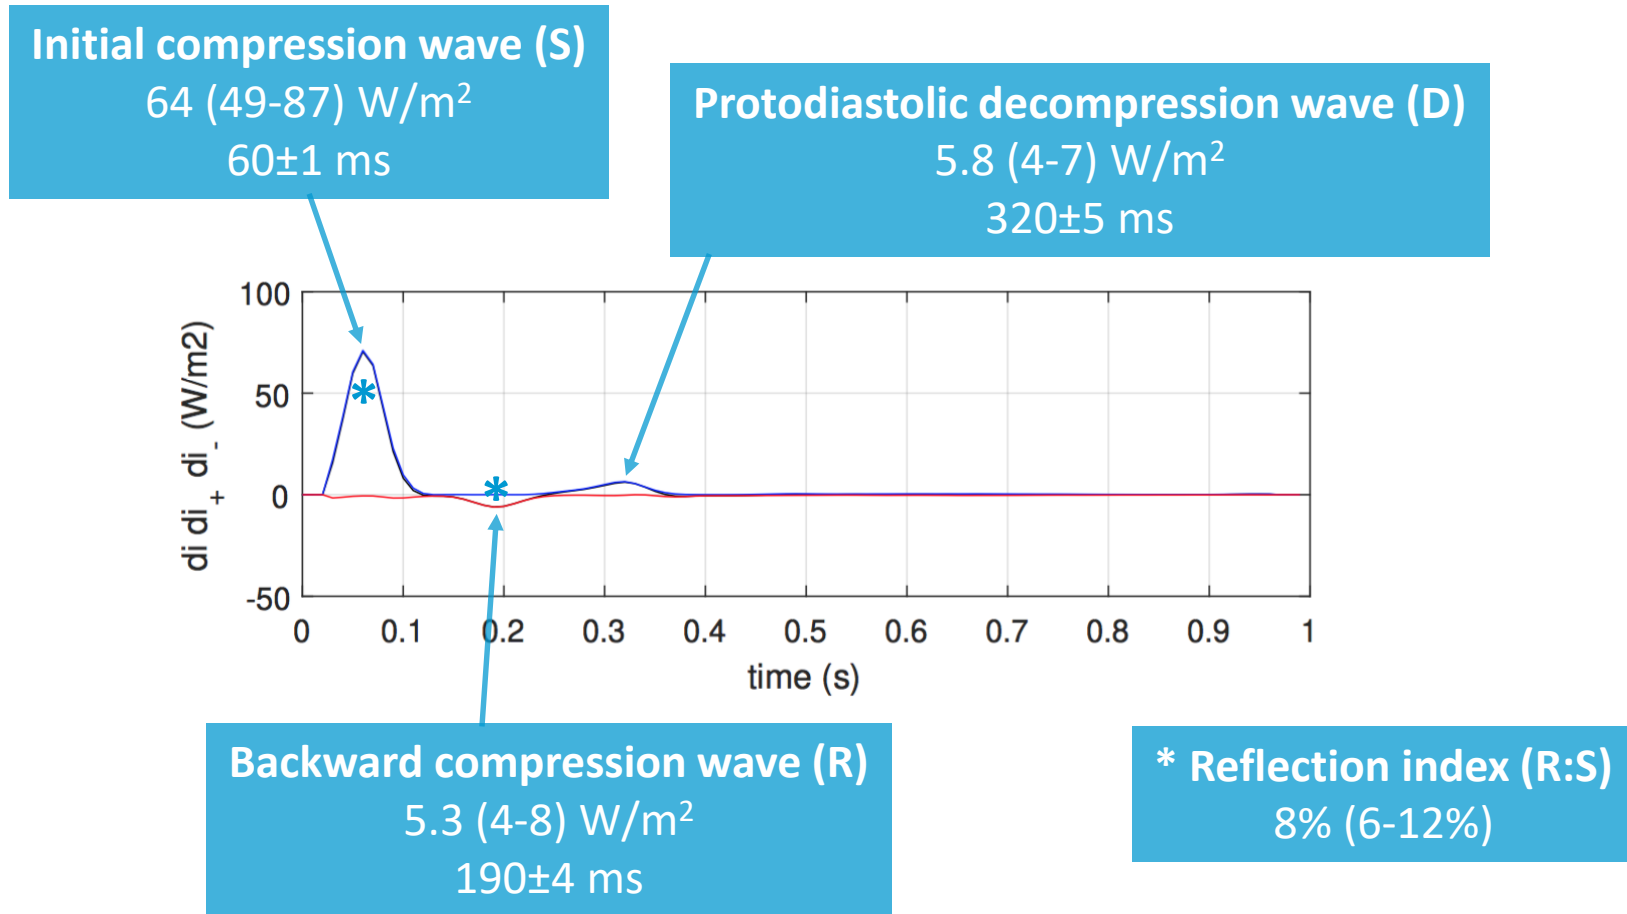 Initial compression wave (S)
64 (49-87) W/m²
60±1 ms
Protodiastolic decompression wave (D)
5.8 (4-7) W/m²
320±5 ms
100
50
0
-50
di di₊ di₋ (W/m2)
0 0.1 0.2 0.3 0.4 0.5 0.6 0.7 0.8 0.9 1
time (s)
*
*
Backward compression wave (R)
5.3 (4-8) W/m²
190±4 ms
* Reflection index (R:S)
8% (6-12%)